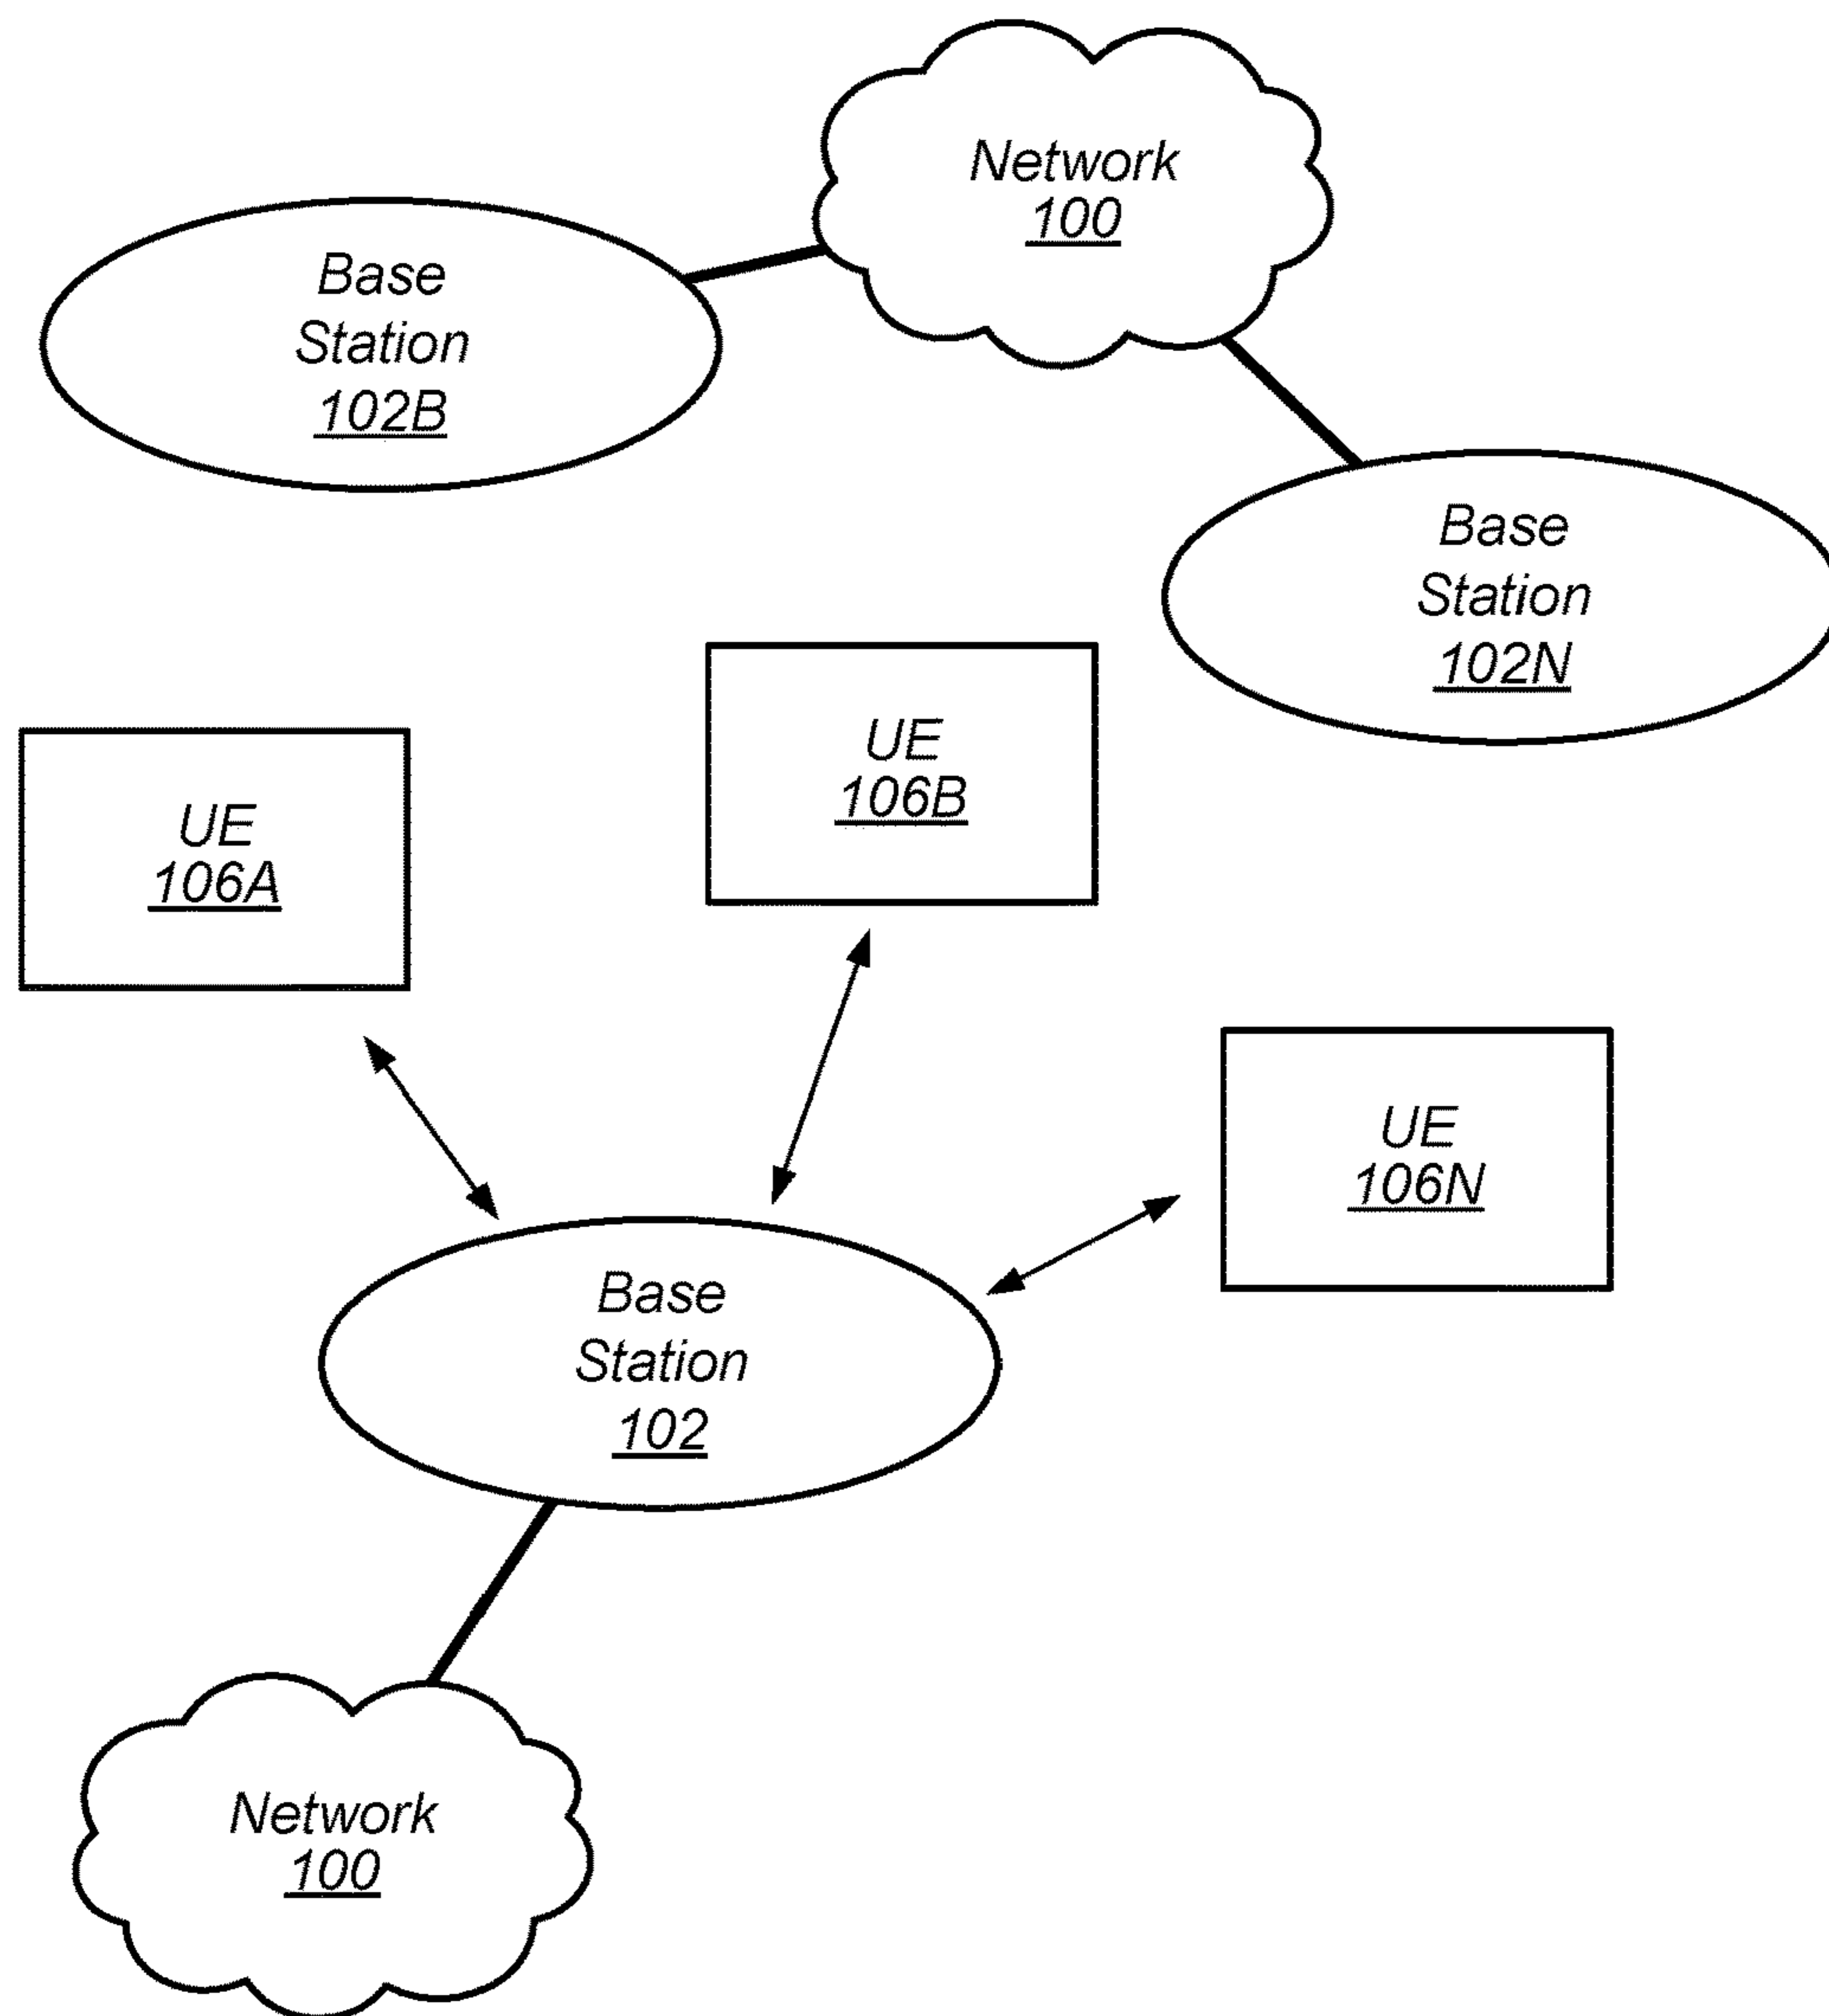 Network
100
Base
Station
102B
Base
Station
102N
UE
106B
UE
106A
UE
106N
Base
Station
102
Network
100